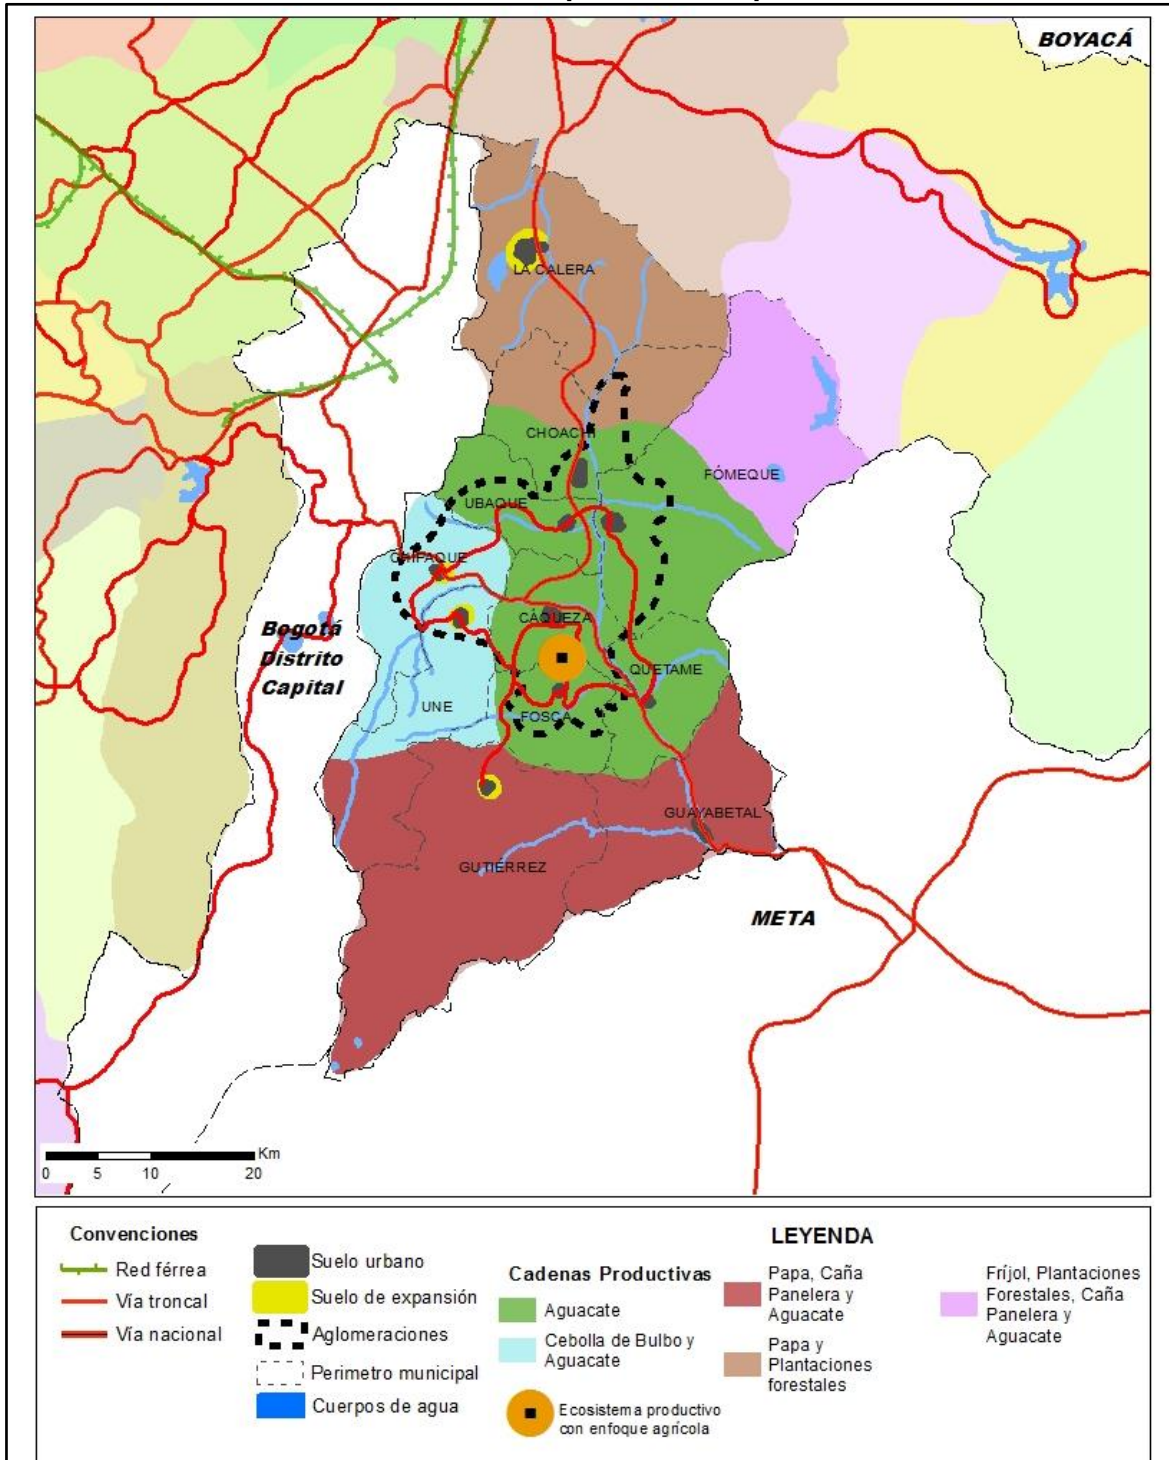 BOYACÁ
LA CALERA
CHOACHI
FÓMEQUE
UBAQUE
CHIPAQUE
CÁQUEZA
Bogotá
Distrito
Capital
QUETAME
UNE
FOSCA
GUAYABETAL
GUTIÉRREZ
META
Km
0 5 10 20
Convenciones
Red férrea
Vía troncal
Vía nacional
Suelo urbano
Suelo de expansión
Aglomeraciones
Perimetro municipal
Cuerpos de agua
LEYENDA
Cadenas Productivas
Aguacate
Cebolla de Bulbo y
Aguacate
Ecosistema productivo
con enfoque agrícola
Papa, Caña
Panelera y
Aguacate
Papa y
Plantaciones
forestales
Fríjol, Plantaciones
Forestales, Caña
Panelera y
Aguacate